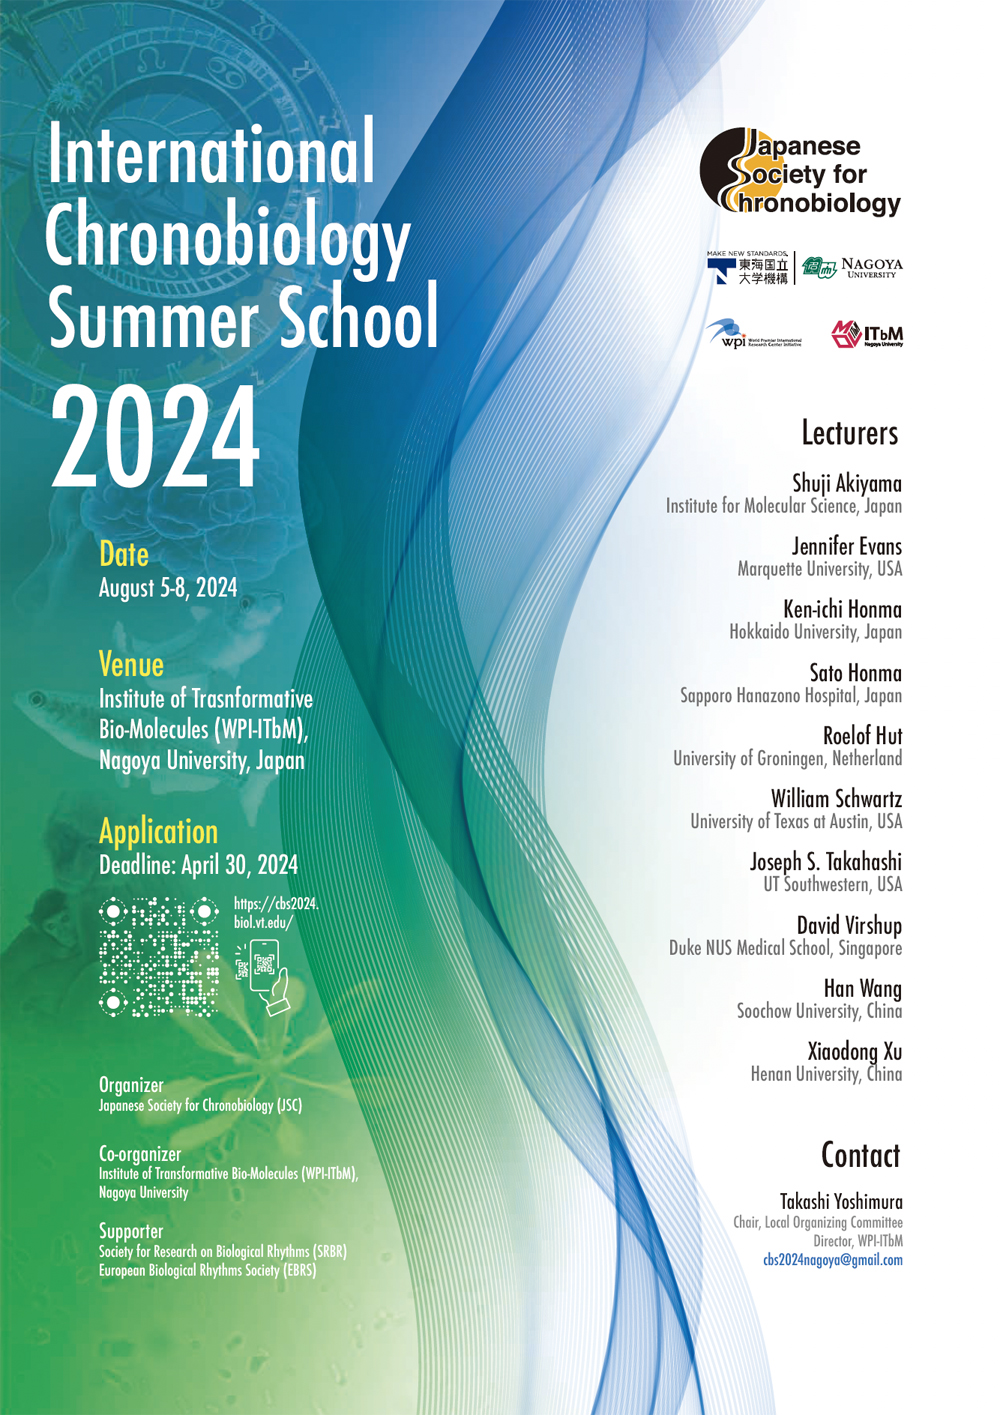 International
Chronobiology
Summer School
2024
Date
August 5-8, 2024
Venue
Institute of Trasnformative
Bio-Molecules (WPI-ITbM),
Nagoya University, Japan
Application
Deadline: April 30, 2024
https://cbs2024.
biol.vt.edu/
Organizer
Japanese Society for Chronobiology (JSC)
Co-organizer
Institute of Transformative Bio-Molecules (WPI-ITbM),
Nagoya University
Supporter
Society for Research on Biological Rhythms (SRBR)
European Biological Rhythms Society (EBRS)
Japanese
Society for
Chronobiology
MAKE NEW STANDARDS.
東海国立
大学機構
NAGOYA
UNIVERSITY
wpi World Premier International
Research Center Initiative
ITbM
Nagoya University
Lecturers
Shuji Akiyama
Institute for Molecular Science, Japan
Jennifer Evans
Marquette University, USA
Ken-ichi Honma
Hokkaido University, Japan
Sato Honma
Sapporo Hanazono Hospital, Japan
Roelof Hut
University of Groningen, Netherland
William Schwartz
University of Texas at Austin, USA
Joseph S. Takahashi
UT Southwestern, USA
David Virshup
Duke NUS Medical School, Singapore
Han Wang
Soochow University, China
Xiaodong Xu
Henan University, China
Contact
Takashi Yoshimura
Chair, Local Organizing Committee
Director, WPI-ITbM
cbs2024nagoya@gmail.com